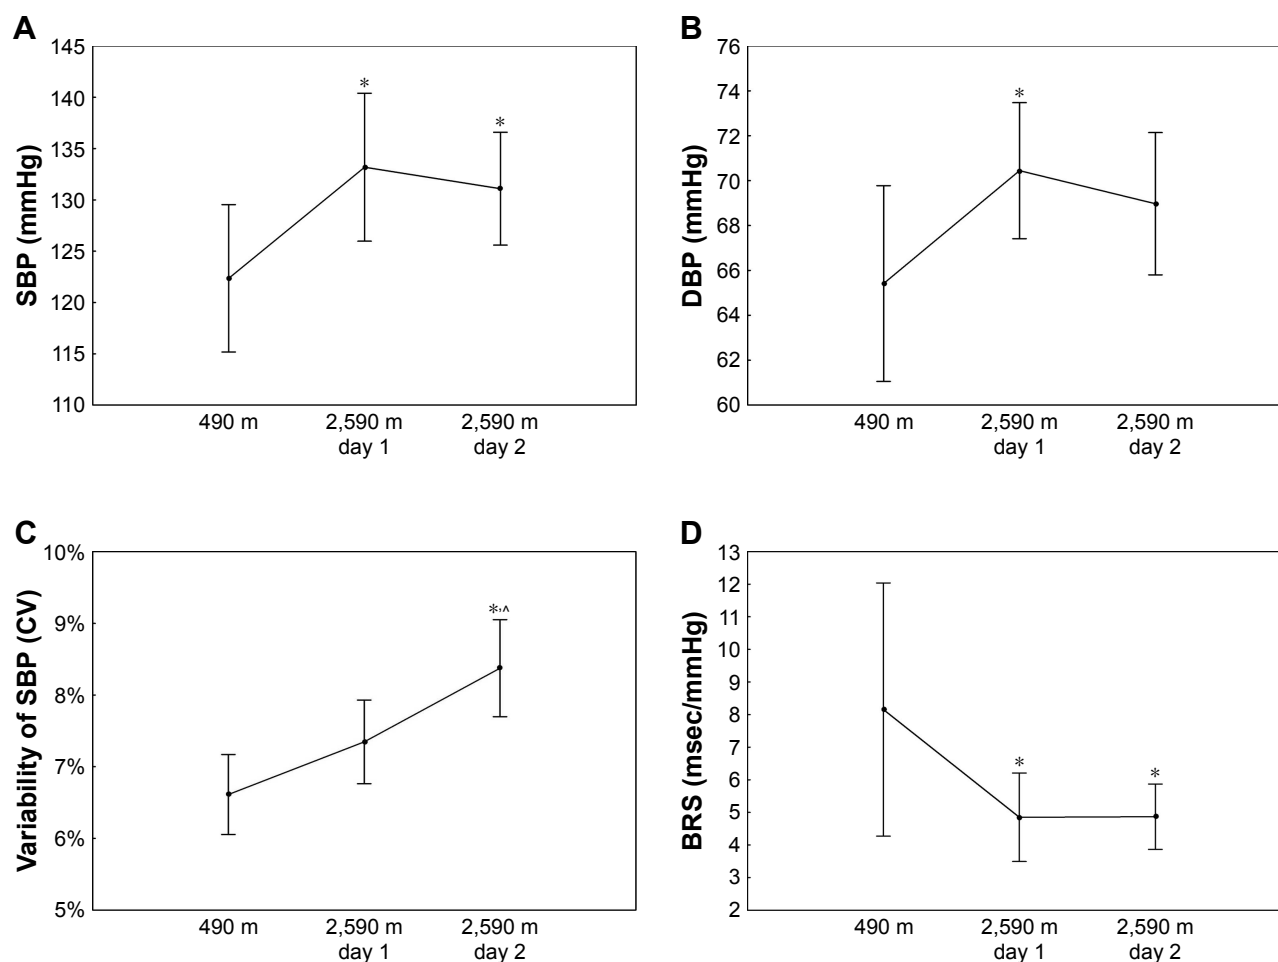 A
SBP (mmHg)
145
140
135
130
125
120
115
110
*
*
490 m
2,590 m
day 1
2,590 m
day 2
B
DBP (mmHg)
76
74
72
70
68
66
64
62
60
*
490 m
2,590 m
day 1
2,590 m
day 2
C
Variability of SBP (CV)
10%
9%
8%
7%
6%
5%
*,^
490 m
2,590 m
day 1
2,590 m
day 2
D
BRS (msec/mmHg)
13
12
11
10
9
8
7
6
5
4
3
2
*
*
490 m
2,590 m
day 1
2,590 m
day 2